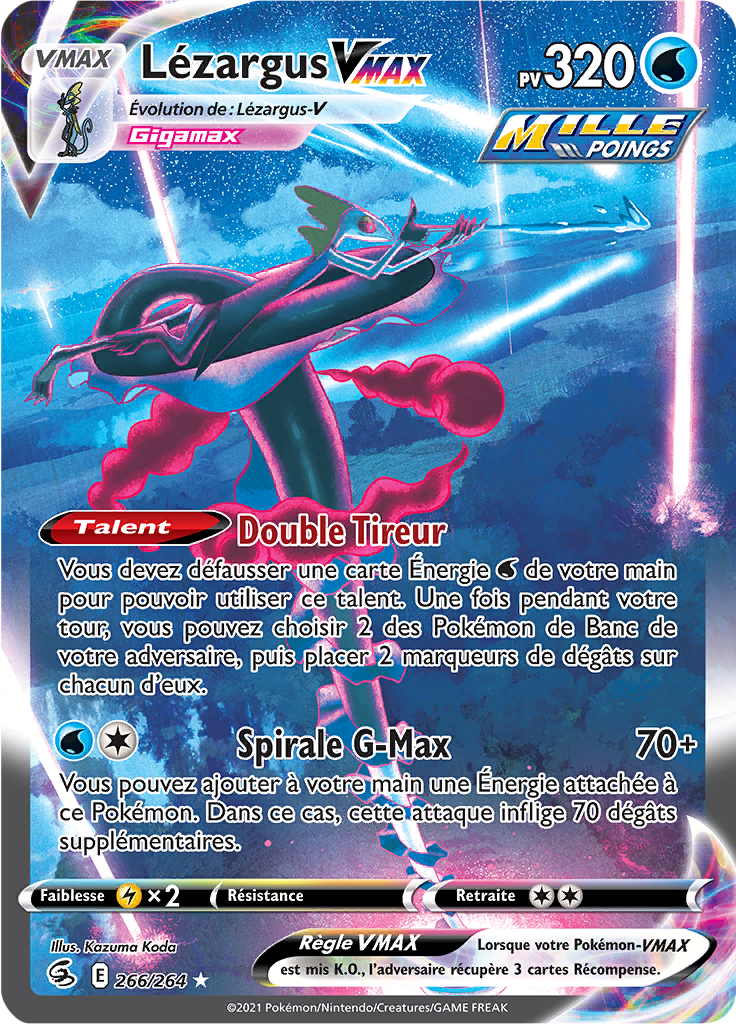 VMAX
Lézargus VMAX
PV 320
Évolution de : Lézargus-V
Gigamax
MILLE POINGS
Talent Double Tireur
Vous devez défausser une carte Énergie de votre main
pour pouvoir utiliser ce talent. Une fois pendant votre
tour, vous pouvez choisir 2 des Pokémon de Banc de
votre adversaire, puis placer 2 marqueurs de dégâts sur
chacun d'eux.
Spirale G-Max 70+
Vous pouvez ajouter à votre main une Énergie attachée à
ce Pokémon. Dans ce cas, cette attaque inflige 70 dégâts
supplémentaires.
Faiblesse ×2 Résistance Retraite
Illus. Kazuma Koda
Règle VMAX Lorsque votre Pokémon-VMAX
est mis K.O., l'adversaire récupère 3 cartes Récompense.
E 266/264 ★
©2021 Pokémon/Nintendo/Creatures/GAME FREAK